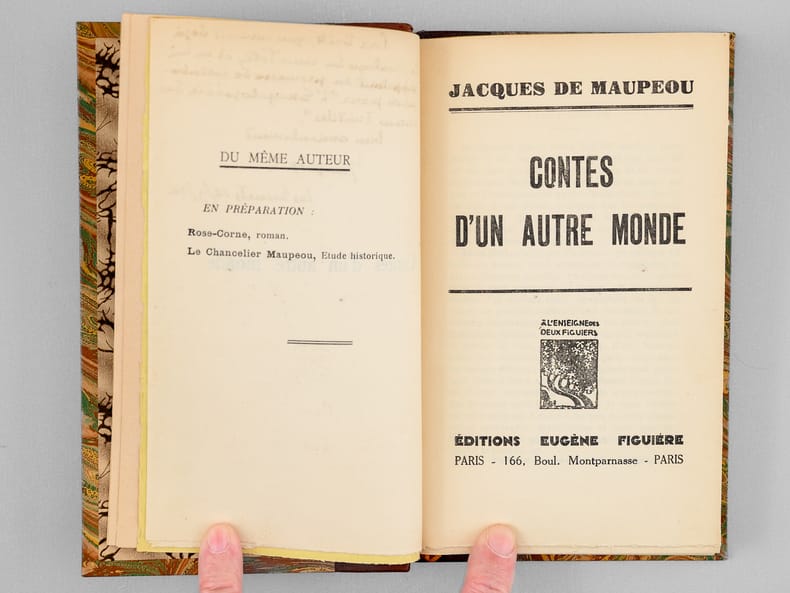 DU MÊME AUTEUR
EN PRÉPARATION :
Rose-Corne, roman.
Le Chancelier Maupeou, Etude historique.
JACQUES DE MAUPEOU
CONTES
D'UN AUTRE MONDE
À L'ENSEIGNE DES
DEUX FIGUIERS
ÉDITIONS EUGÈNE FIGUIÈRE
PARIS - 166, Boul. Montparnasse - PARIS